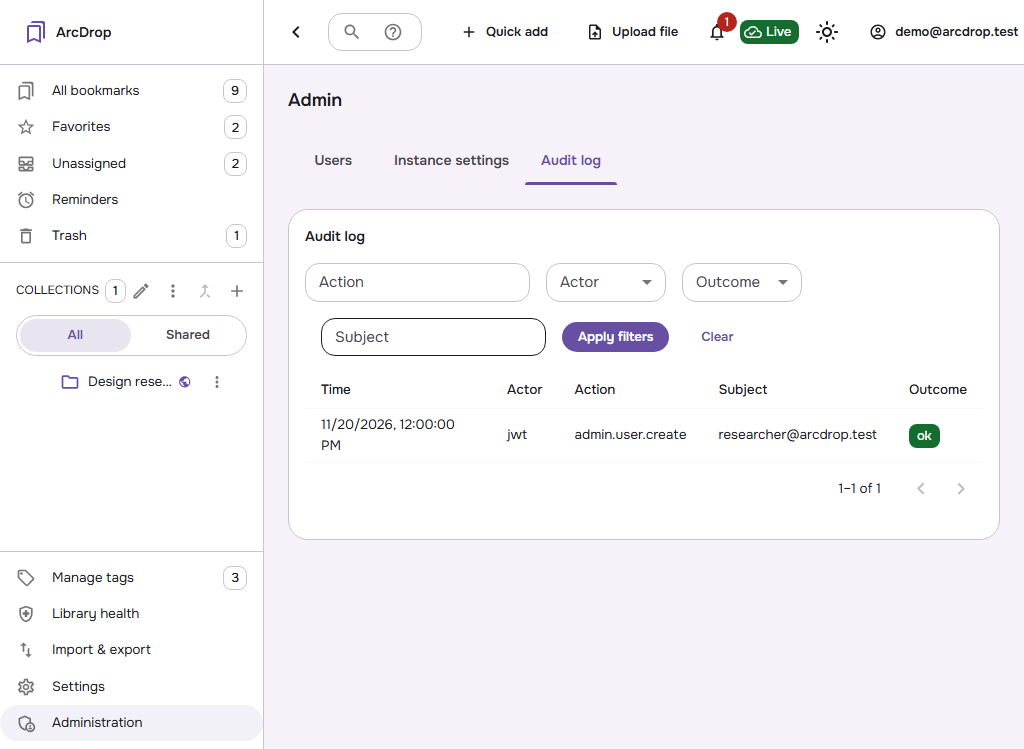 ArcDrop
Quick add
Upload file
1
Live
demo@arcdrop.test
All bookmarks 9
Favorites 2
Unassigned 2
Reminders
Trash 1
COLLECTIONS 1
All Shared
Design rese...
Manage tags 3
Library health
Import & export
Settings
Administration
Admin
Users Instance settings Audit log
Audit log
Action Actor Outcome
Subject Apply filters Clear
Time Actor Action Subject Outcome
11/20/2026, 12:00:00
PM
jwt admin.user.create researcher@arcdrop.test ok
1–1 of 1